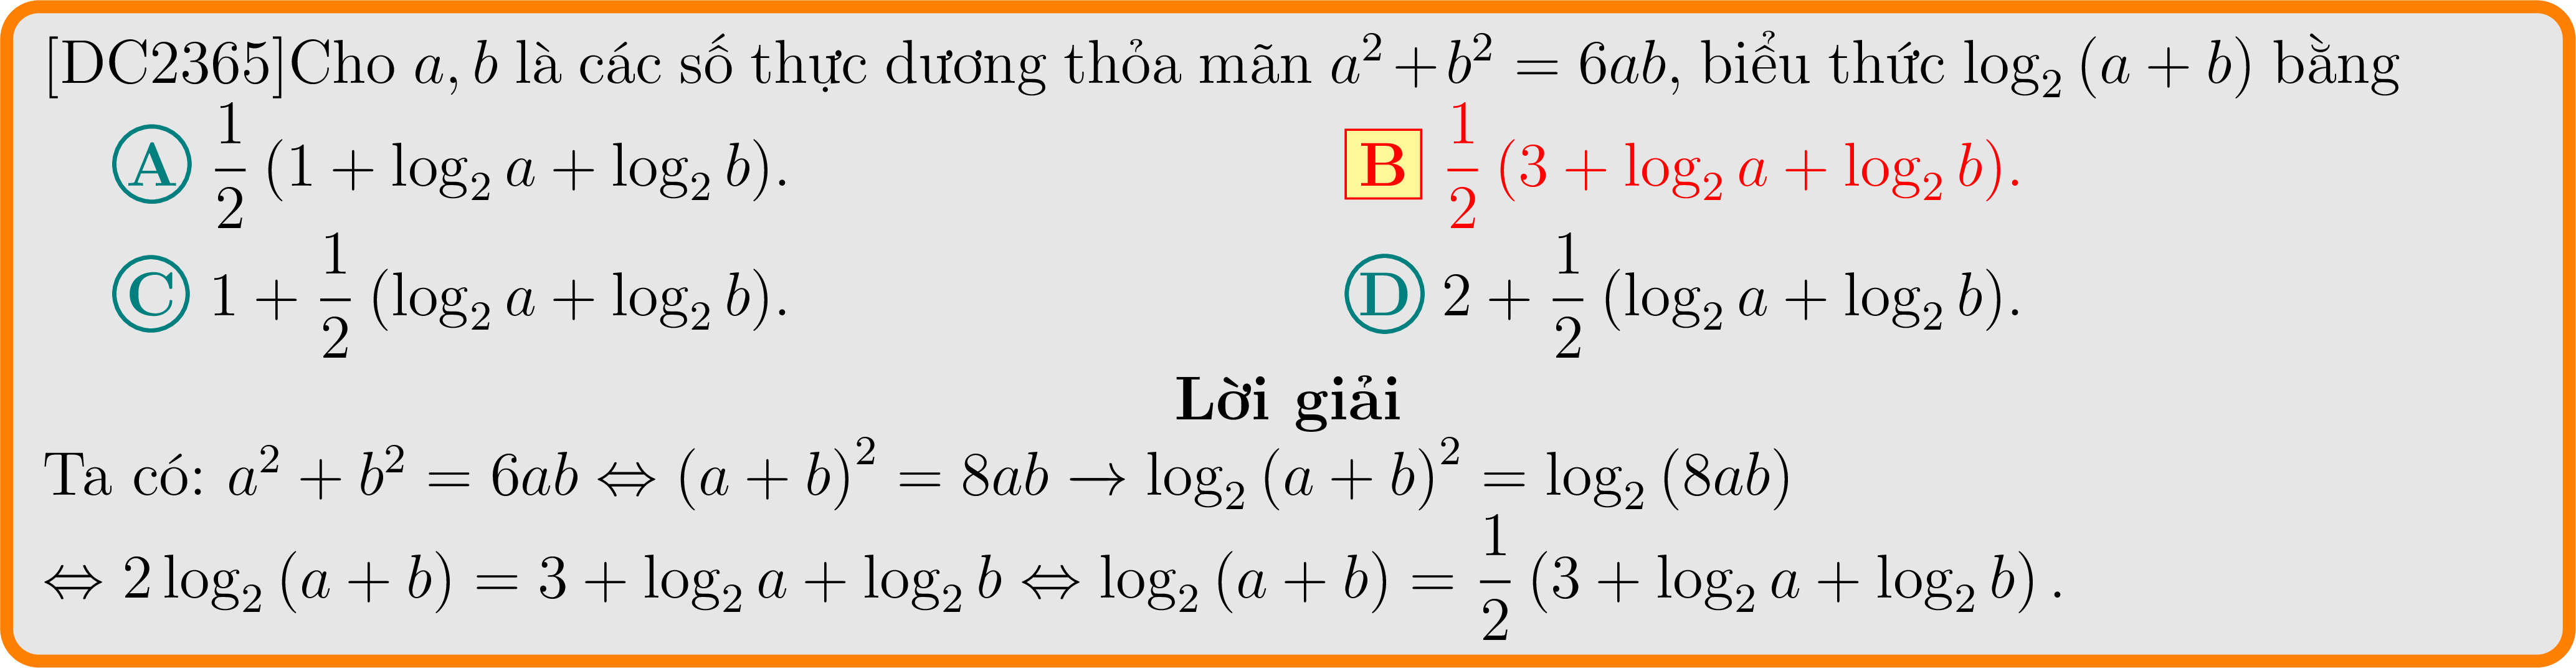 [DC2365]Cho a, b là các số thực dương thỏa mãn a² + b² = 6ab, biểu thức log₂ (a + b) bằng
A 1/2 (1 + log₂ a + log₂ b). B 1/2 (3 + log₂ a + log₂ b).
C 1 + 1/2 (log₂ a + log₂ b). D 2 + 1/2 (log₂ a + log₂ b).
Lời giải
Ta có: a² + b² = 6ab ⇔ (a + b)² = 8ab → log₂ (a + b)² = log₂ (8ab)
⇔ 2 log₂ (a + b) = 3 + log₂ a + log₂ b ⇔ log₂ (a + b) = 1/2 (3 + log₂ a + log₂ b) .